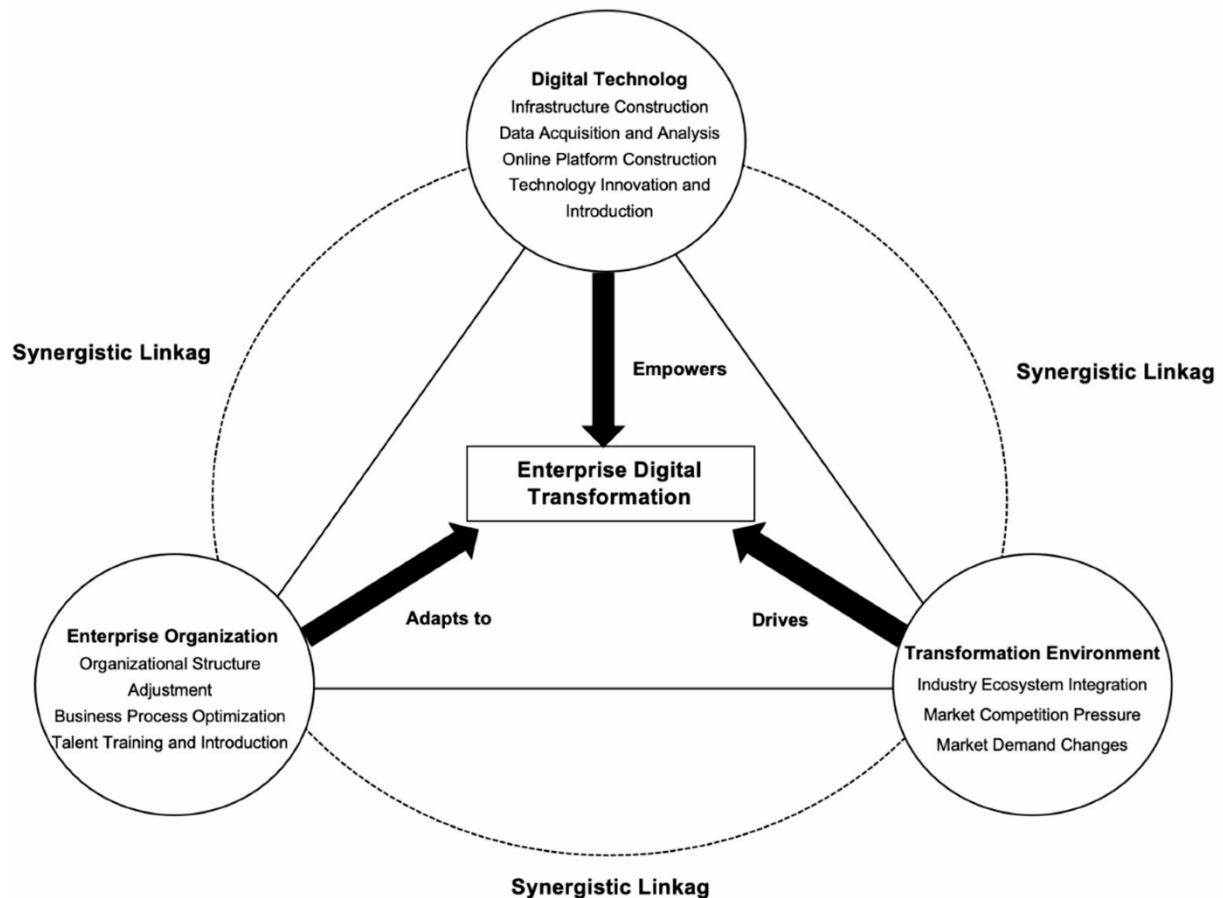 Digital Technolog
Infrastructure Construction
Data Acquisition and Analysis
Online Platform Construction
Technology Innovation and
Introduction
Synergistic Linkag
Synergistic Linkag
Empowers
Enterprise Digital
Transformation
Adapts to
Drives
Enterprise Organization
Organizational Structure
Adjustment
Business Process Optimization
Talent Training and Introduction
Transformation Environment
Industry Ecosystem Integration
Market Competition Pressure
Market Demand Changes
Synergistic Linkag